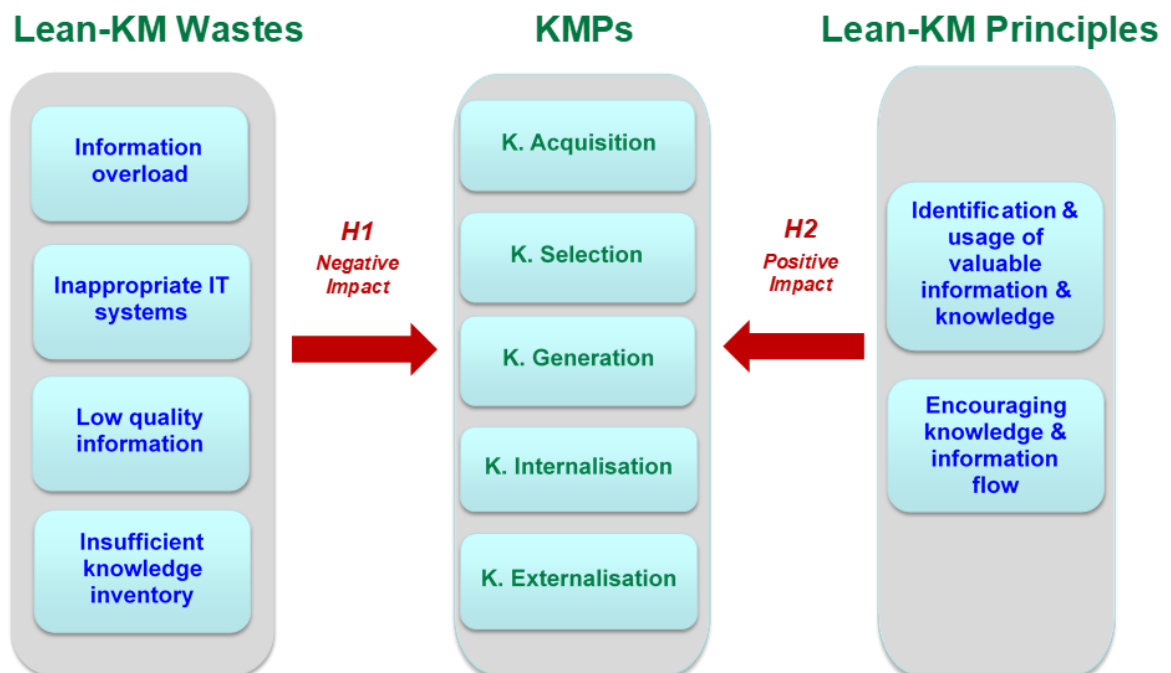 Lean-KM Wastes
KMPs
Lean-KM Principles
Information
overload
Inappropriate IT
systems
Low quality
information
Insufficient
knowledge
inventory
H1
Negative
Impact
K. Acquisition
K. Selection
K. Generation
K. Internalisation
K. Externalisation
H2
Positive
Impact
Identification &
usage of
valuable
information &
knowledge
Encouraging
knowledge &
information
flow